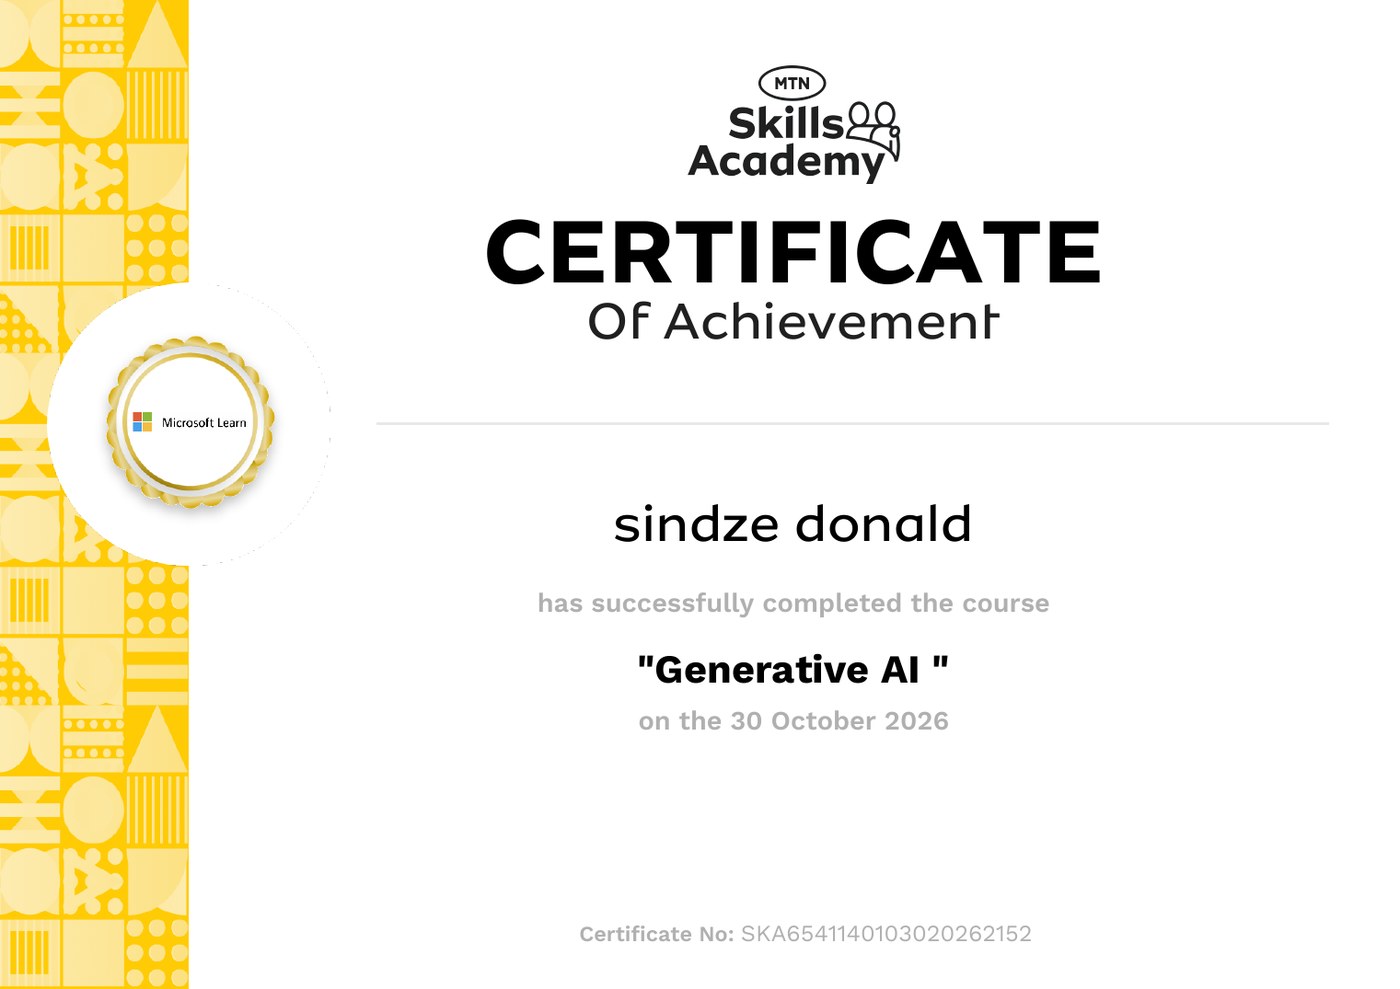 MTN
Skills
Academy
CERTIFICATE
Of Achievement
Microsoft Learn
sindze donald
has successfully completed the course
"Generative AI "
on the 30 October 2026
Certificate No: SKA6541140103020262152